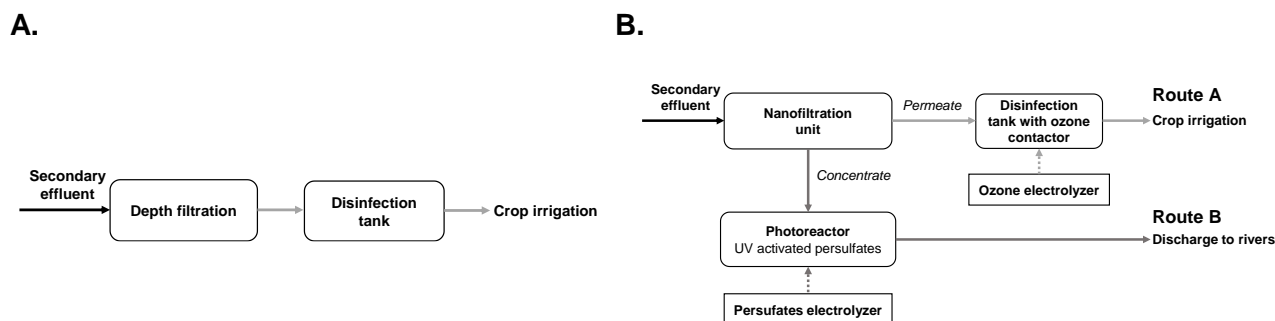 A.
Secondary
effluent
Depth filtration
Disinfection
tank
Crop irrigation
B.
Secondary
effluent
Nanofiltration
unit
Permeate
Disinfection
tank with ozone
contactor
Route A
Crop irrigation
Concentrate
Ozone electrolyzer
Photoreactor
UV activated persulfates
Route B
Discharge to rivers
Persufates electrolyzer